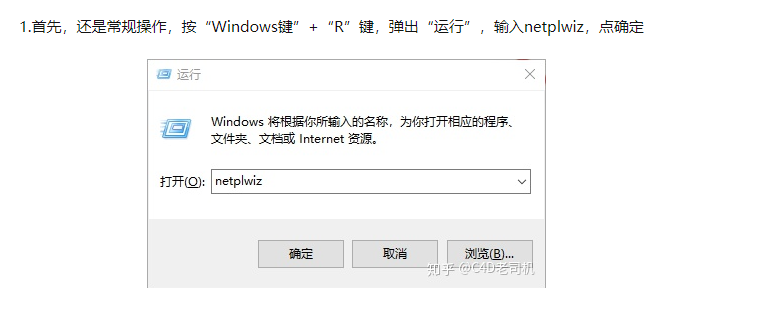 1.首先，还是常规操作，按“Windows键”+“R”键，弹出“运行”，输入netplwiz，点确定
运行
Windows 将根据你所输入的名称，为你打开相应的程序、
文件夹、文档或 Internet 资源。
打开(O): netplwiz
确定 取消 浏览(B)...
知乎 @C4D老司机